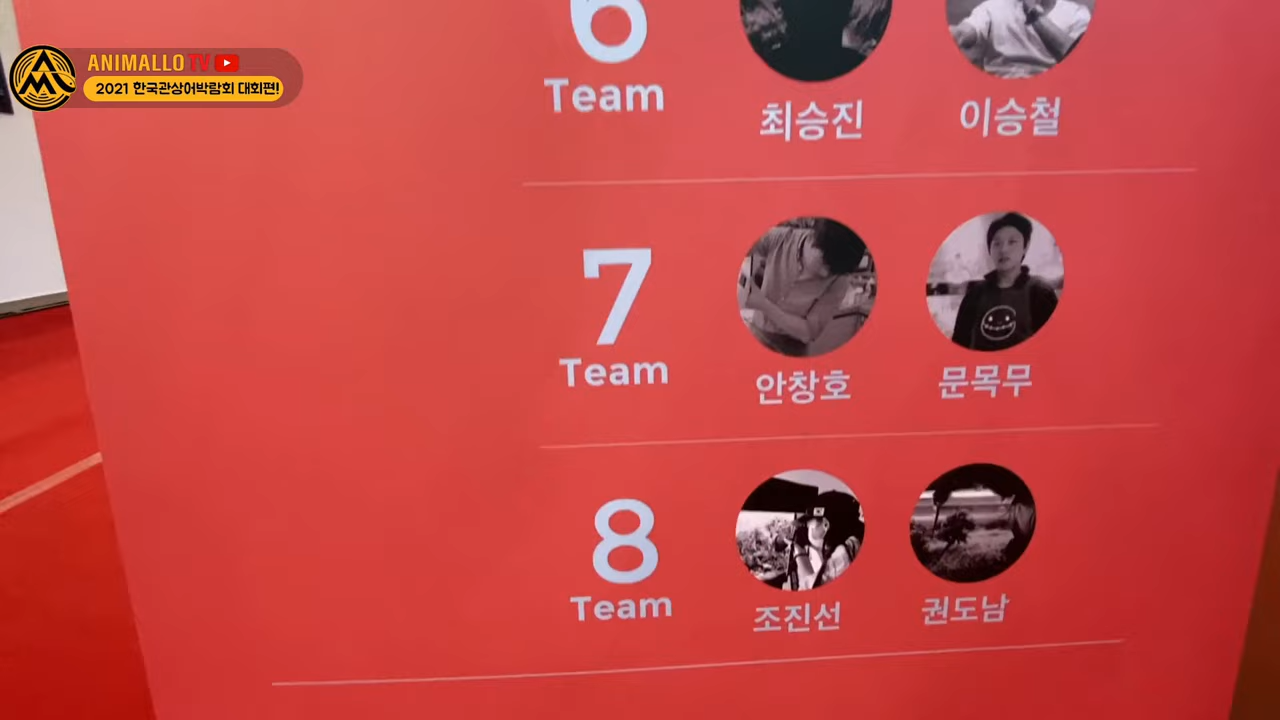 ANIMALLO TV
2021 한국관상어박람회 대회편!
6
Team
최승진
이승철
7
Team
안창호
문목무
8
Team
조진선
권도남